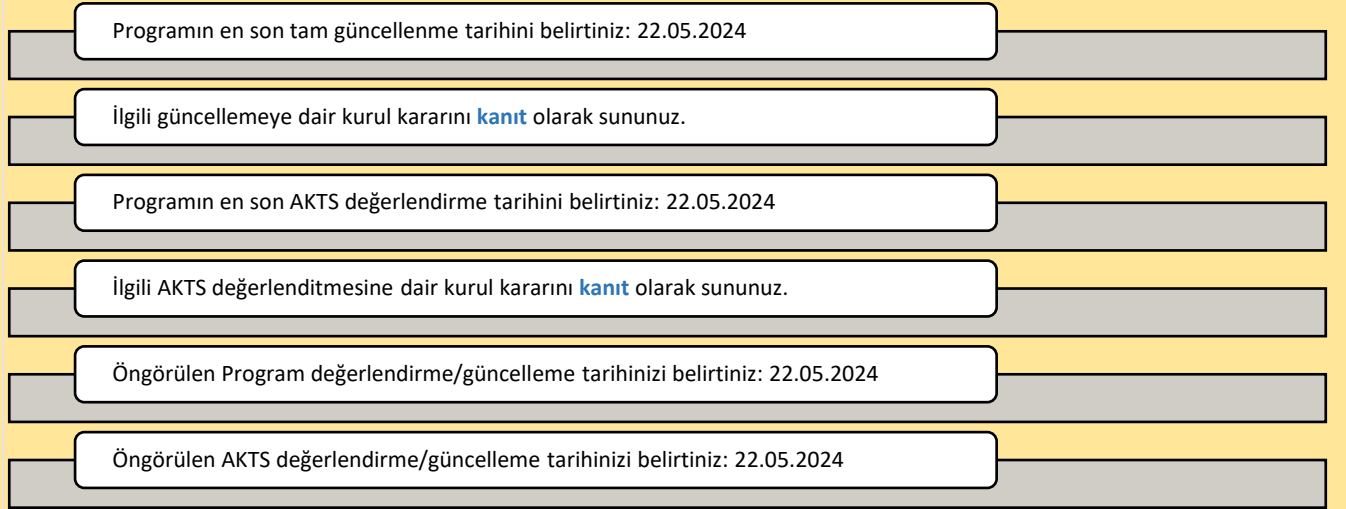 Programın en son tam güncellenme tarihini belirtiniz: 22.05.2024
İlgili güncellemeye dair kurul kararını kanıt olarak sununuz.
Programın en son AKTS değerlendirme tarihini belirtiniz: 22.05.2024
İlgili AKTS değerlenditmesine dair kurul kararını kanıt olarak sununuz.
Öngörülen Program değerlendirme/güncelleme tarihinizi belirtiniz: 22.05.2024
Öngörülen AKTS değerlendirme/güncelleme tarihinizi belirtiniz: 22.05.2024